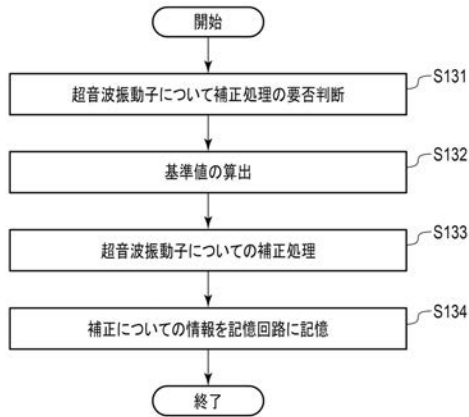 開始
S131
超音波振動子について補正処理の要否判断
S132
基準値の算出
S133
超音波振動子についての補正処理
S134
補正についての情報を記憶回路に記憶
終了